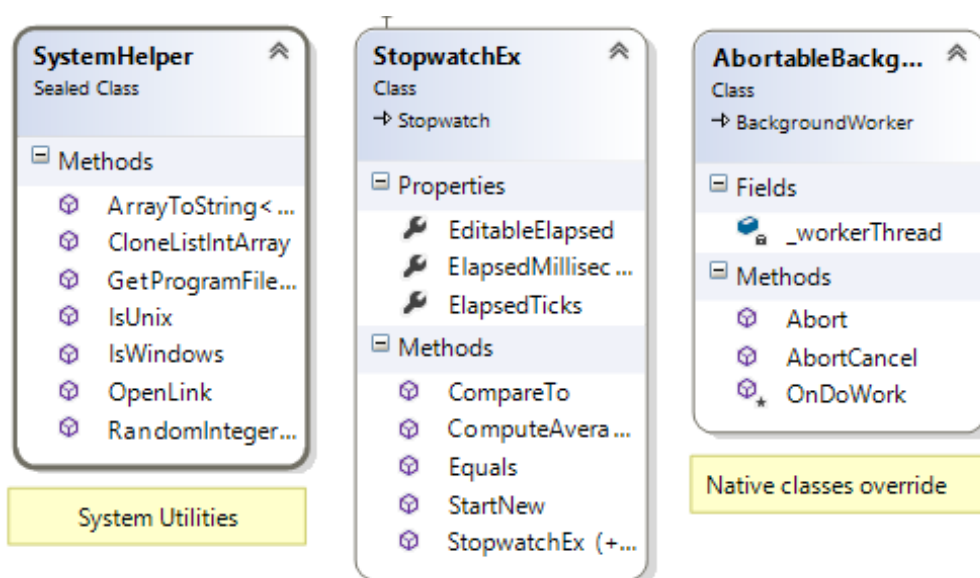 SystemHelper
Sealed Class
Methods
ArrayToString< ...
CloneListIntArray
GetProgramFile...
IsUnix
IsWindows
OpenLink
RandomInteger...
System Utilities
StopwatchEx
Class
Stopwatch
Properties
EditableElapsed
ElapsedMillisec ...
ElapsedTicks
Methods
CompareTo
ComputeAvera ...
Equals
StartNew
StopwatchEx (+...
AbortableBackg...
Class
BackgroundWorker
Fields
_workerThread
Methods
Abort
AbortCancel
OnDoWork
Native classes override